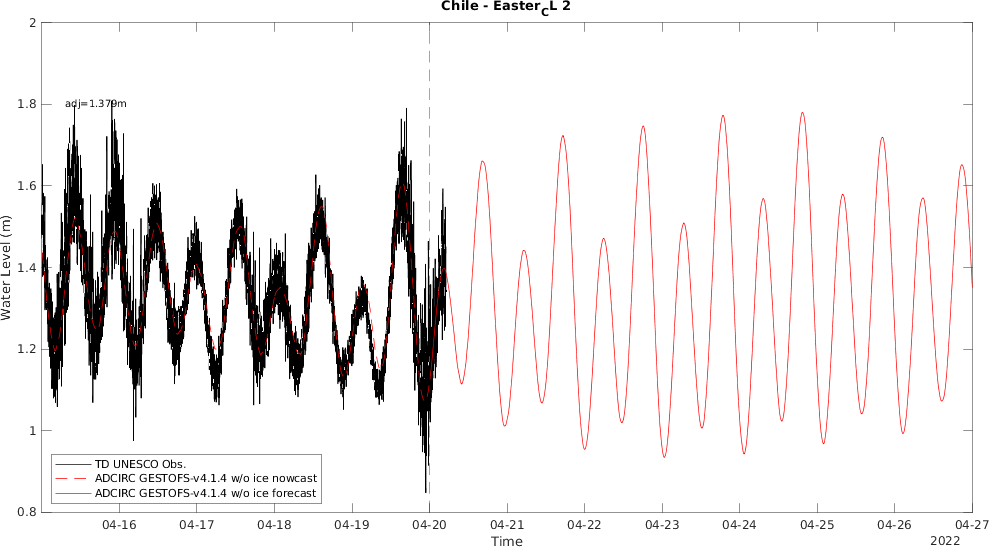 Chile - Easter_CL 2
Water Level (m)
2
1.8
1.6
1.4
1.2
1
0.8
adj=1.379m
TD UNESCO Obs.
ADCIRC GESTOFS-v4.1.4 w/o ice nowcast
ADCIRC GESTOFS-v4.1.4 w/o ice forecast
04-16 04-17 04-18 04-19 04-20 04-21 04-22 04-23 04-24 04-25 04-26 04-27
Time
2022